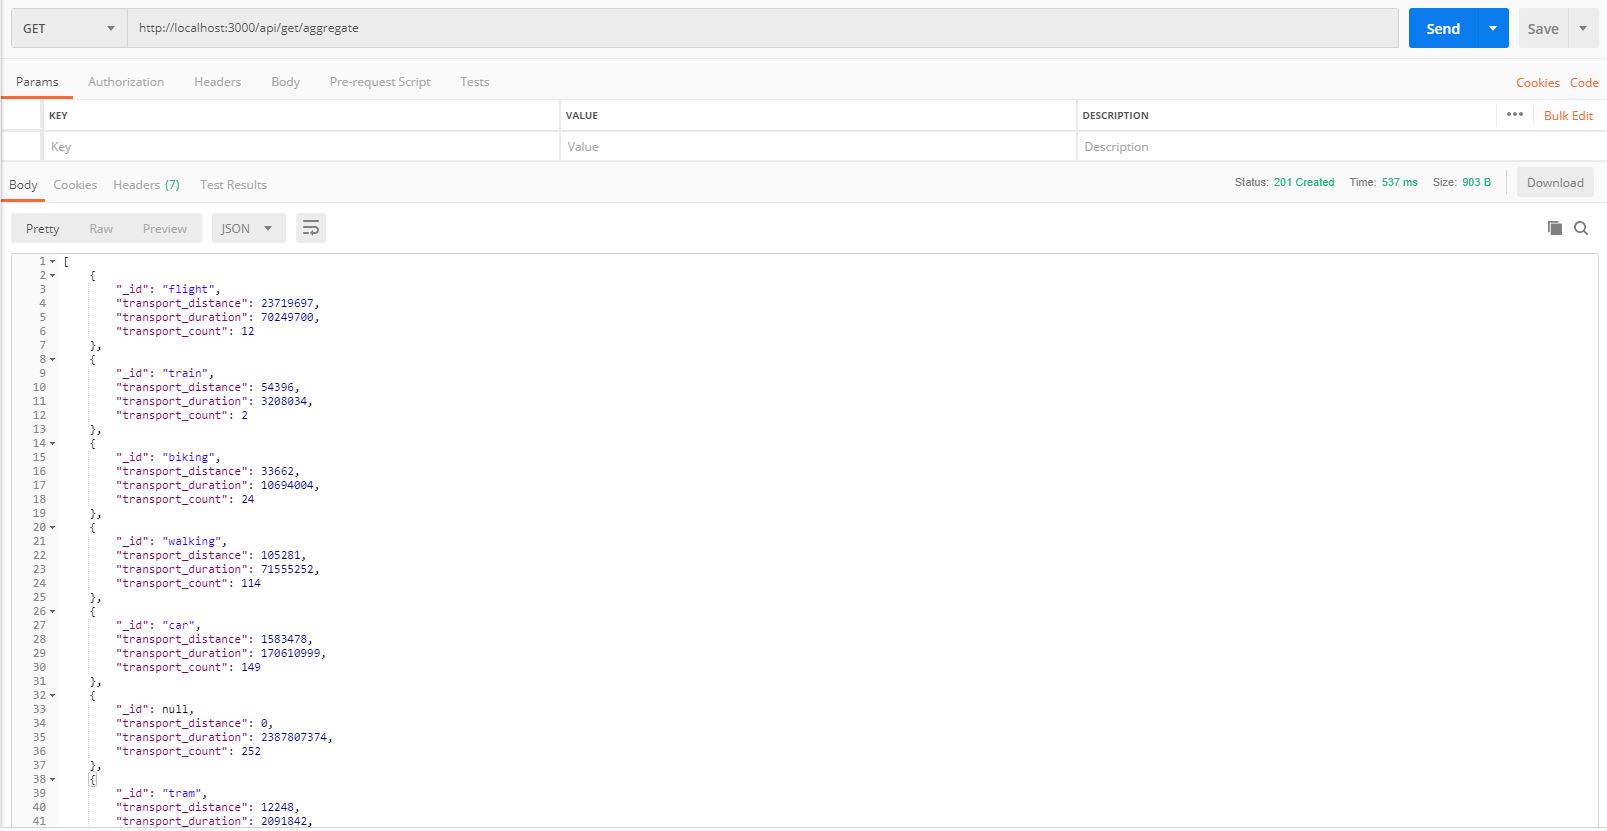 GET http://localhost:3000/api/get/aggregate Send Save
Params Authorization Headers Body Pre-request Script Tests Cookies Code
KEY VALUE DESCRIPTION ••• Bulk Edit
Key Value Description
Body Cookies Headers (7) Test Results Status: 201 Created Time: 537 ms Size: 903 B Download
Pretty Raw Preview JSON
1 [
2 {
3 "_id": "flight",
4 "transport_distance": 23719697,
5 "transport_duration": 70249700,
6 "transport_count": 12
7 },
8 {
9 "_id": "train",
10 "transport_distance": 54396,
11 "transport_duration": 3208034,
12 "transport_count": 2
13 },
14 {
15 "_id": "biking",
16 "transport_distance": 33662,
17 "transport_duration": 10694004,
18 "transport_count": 24
19 },
20 {
21 "_id": "walking",
22 "transport_distance": 105281,
23 "transport_duration": 71555252,
24 "transport_count": 114
25 },
26 {
27 "_id": "car",
28 "transport_distance": 1583478,
29 "transport_duration": 170610999,
30 "transport_count": 149
31 },
32 {
33 "_id": null,
34 "transport_distance": 0,
35 "transport_duration": 2387807374,
36 "transport_count": 252
37 },
38 {
39 "_id": "tram",
40 "transport_distance": 12248,
41 "transport_duration": 2091842,